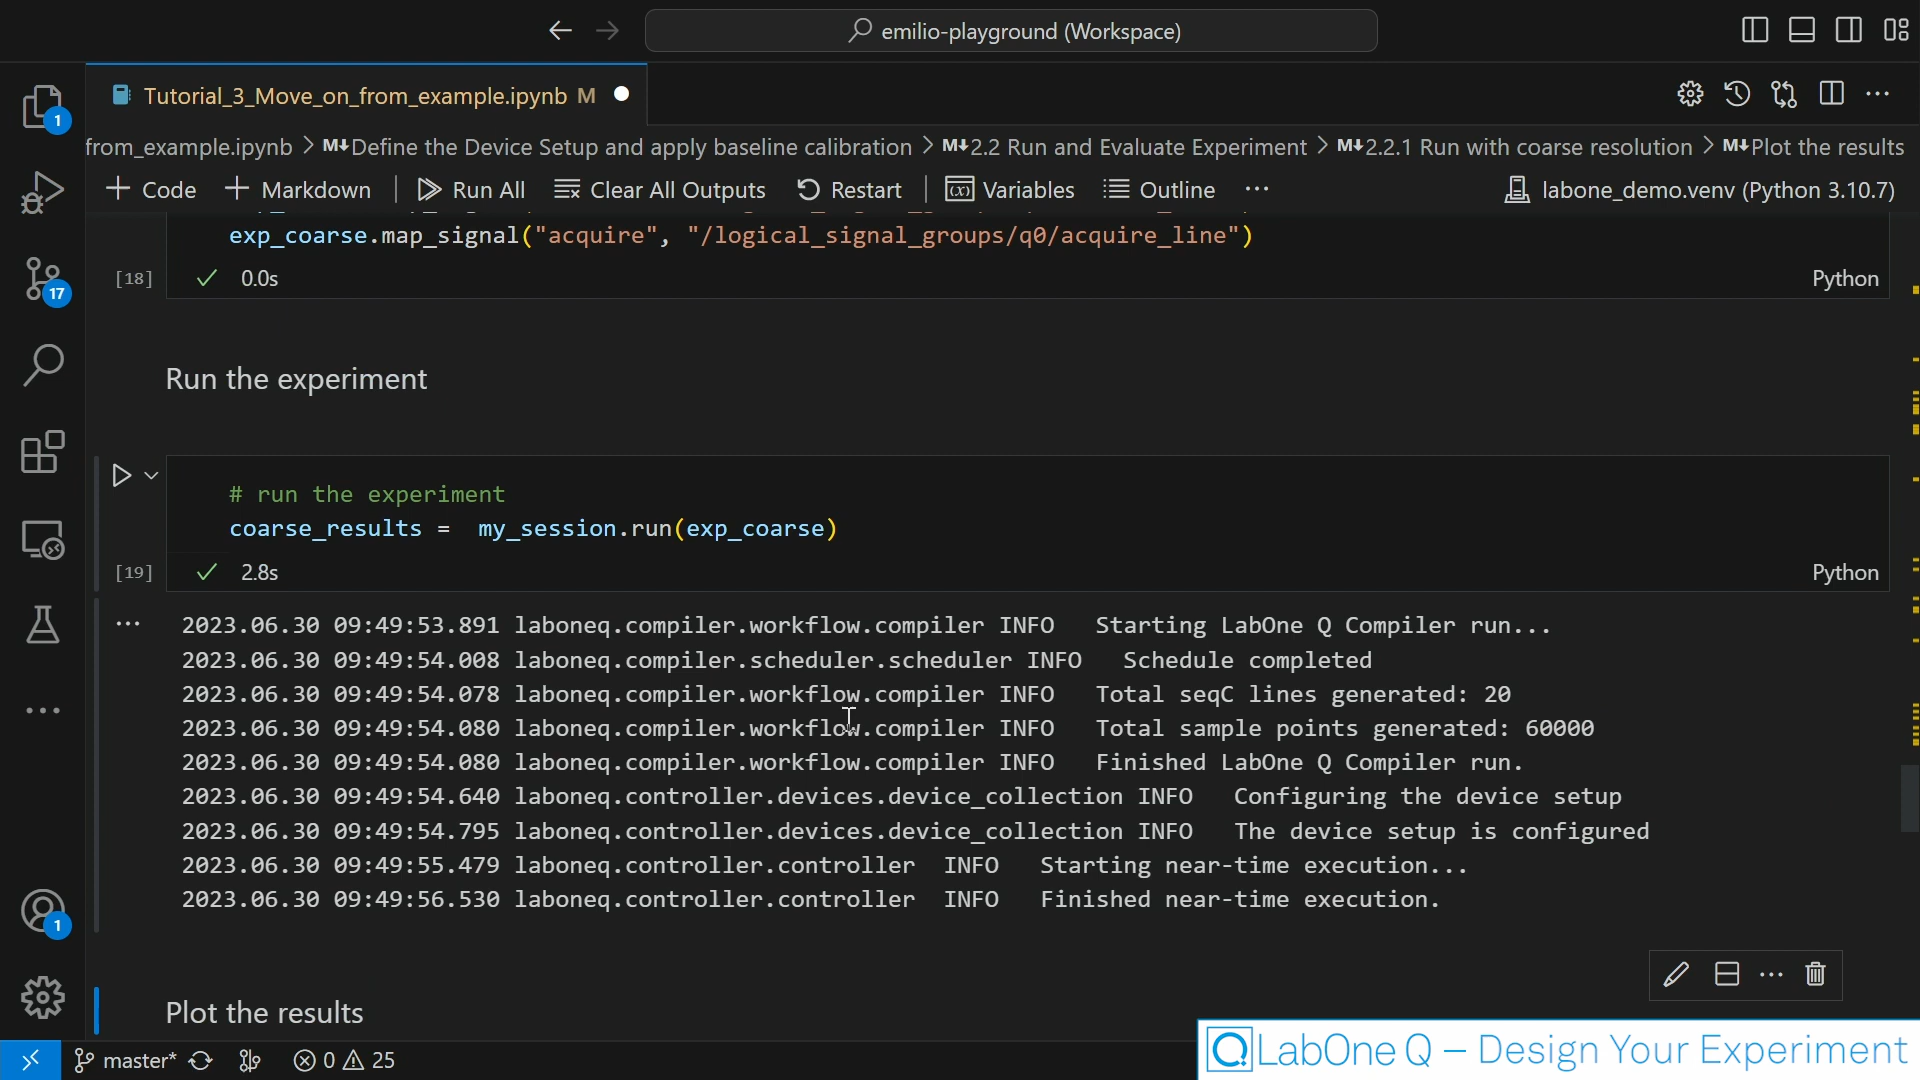 emilio-playground (Workspace)
Tutorial_3_Move_on_from_example.ipynb M
from_example.ipynb > M↓Define the Device Setup and apply baseline calibration > M↓2.2 Run and Evaluate Experiment > M↓2.2.1 Run with coarse resolution > M↓Plot the results
+ Code + Markdown | Run All Clear All Outputs Restart | (x) Variables Outline ··· labone_demo.venv (Python 3.10.7)
exp_coarse.map_signal("acquire", "/logical_signal_groups/q0/acquire_line")
[18] ✓ 0.0s Python
Run the experiment
# run the experiment
coarse_results = my_session.run(exp_coarse)
[19] ✓ 2.8s Python
2023.06.30 09:49:53.891 laboneq.compiler.workflow.compiler INFO Starting LabOne Q Compiler run...
2023.06.30 09:49:54.008 laboneq.compiler.scheduler.scheduler INFO Schedule completed
2023.06.30 09:49:54.078 laboneq.compiler.workflow.compiler INFO Total seqC lines generated: 20
2023.06.30 09:49:54.080 laboneq.compiler.workflow.compiler INFO Total sample points generated: 60000
2023.06.30 09:49:54.080 laboneq.compiler.workflow.compiler INFO Finished LabOne Q Compiler run.
2023.06.30 09:49:54.640 laboneq.controller.devices.device_collection INFO Configuring the device setup
2023.06.30 09:49:54.795 laboneq.controller.devices.device_collection INFO The device setup is configured
2023.06.30 09:49:55.479 laboneq.controller.controller INFO Starting near-time execution...
2023.06.30 09:49:56.530 laboneq.controller.controller INFO Finished near-time execution.
Plot the results
1
17
1
master* 0 25
LabOne Q – Design Your Experiment